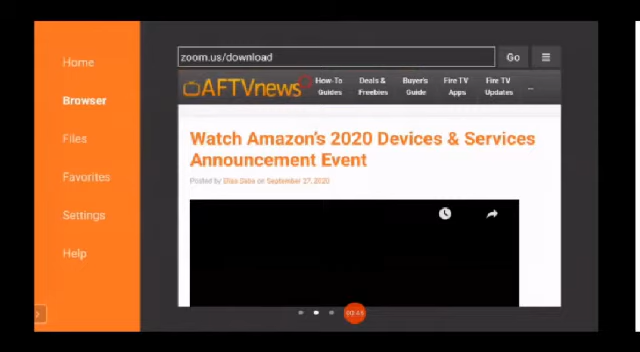 Home
Browser
Files
Favorites
Settings
Help
zoom.us/download
Go
AFTVnews
How-To
Guides
Deals &
Freebies
Buyer's
Guide
Fire TV
Apps
Fire TV
Updates
...
Watch Amazon's 2020 Devices & Services
Announcement Event
Posted by Elias Saba on September 27, 2020